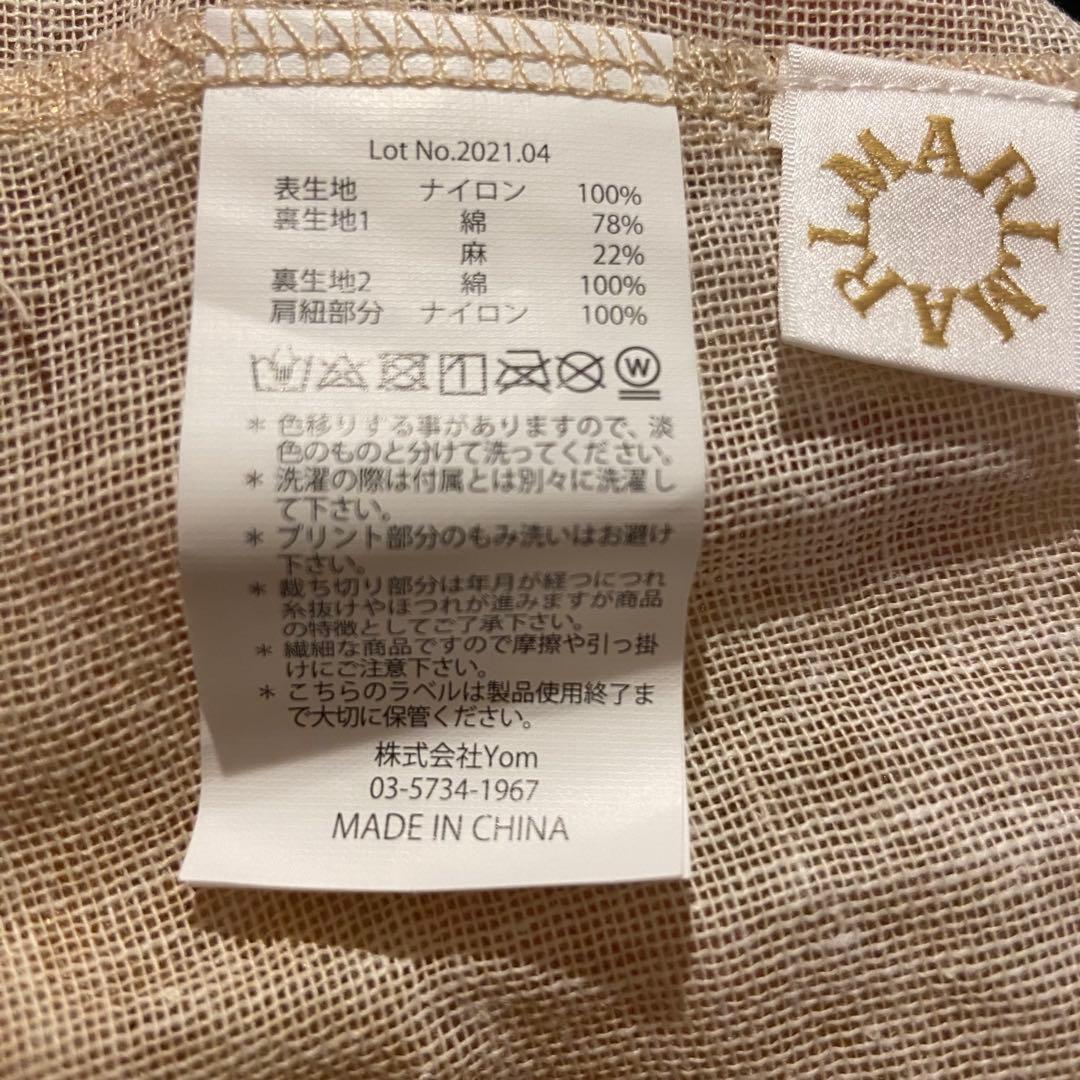 Lot No.2021.04
表生地 ナイロン 100%
裏生地1 綿 78%
麻 22%
裏生地2 綿 100%
肩紐部分 ナイロン 100%
W
＊色移りする事がありますので、淡
色のものと分けて洗ってください。
＊洗濯の際は付属とは別々に洗濯し
て下さい。
＊プリント部分のもみ洗いはお避け
下さい。
＊裁ち切り部分は年月が経つにつれ
糸抜けやほつれが進みますが商品
の特徴としてご了承下さい。
＊繊細な商品ですので摩擦や引っ掛
けにご注意下さい。
＊こちらのラベルは製品使用終了ま
で大切に保管ください。
株式会社Yom
03-5734-1967
MADE IN CHINA
MARIMARI